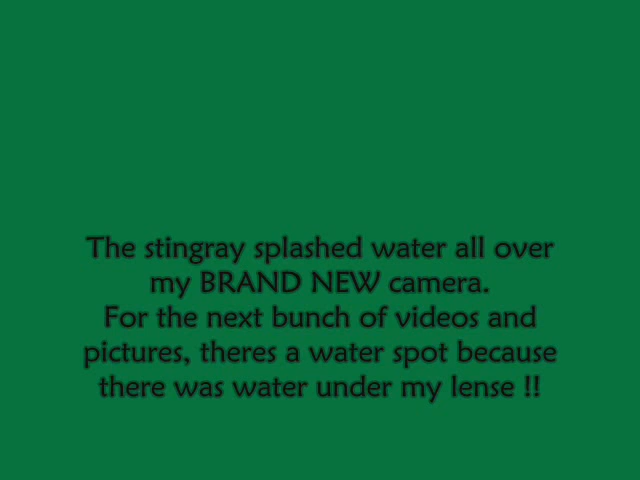 The stingray splashed water all over
my BRAND NEW camera.
For the next bunch of videos and
pictures, theres a water spot because
there was water under my lense !!